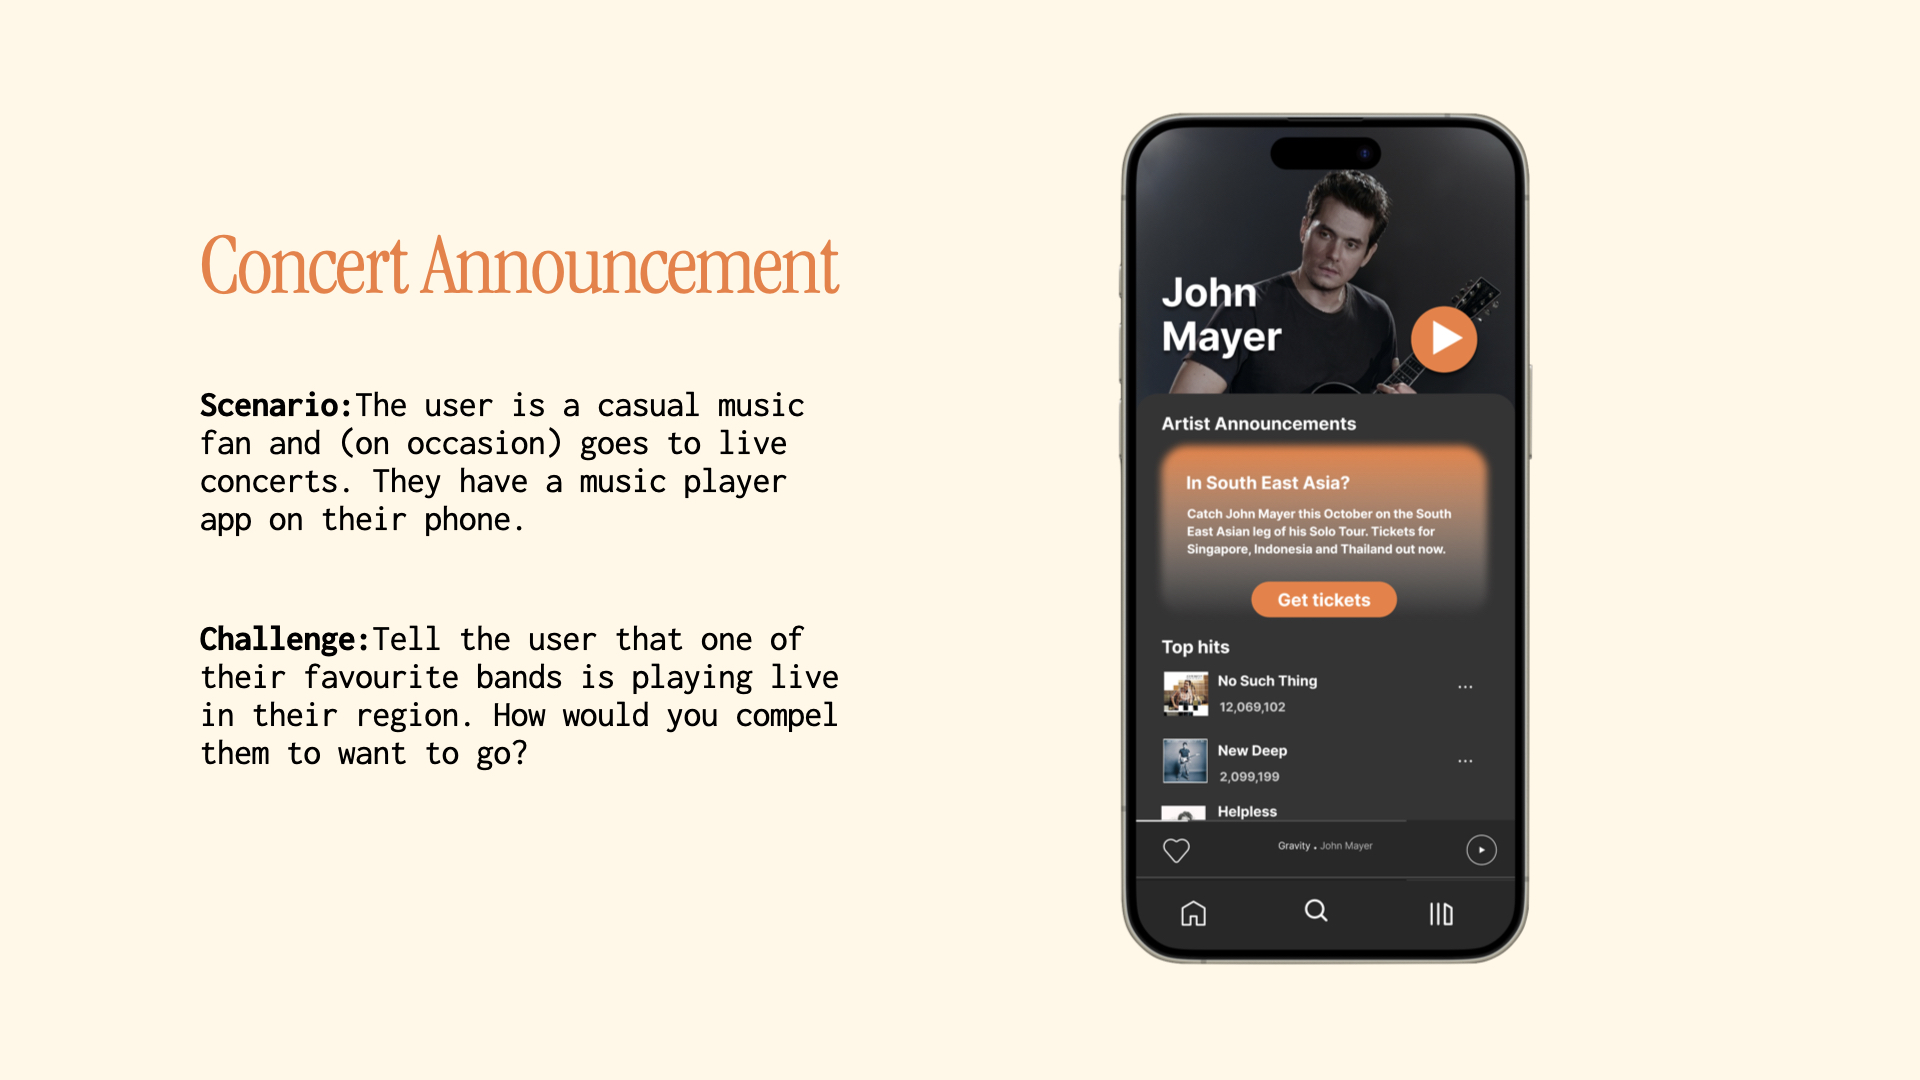 Concert Announcement
Scenario:The user is a casual music
fan and (on occasion) goes to live
concerts. They have a music player
app on their phone.
Challenge:Tell the user that one of
their favourite bands is playing live
in their region. How would you compel
them to want to go?
John
Mayer
Artist Announcements
In South East Asia?
Catch John Mayer this October on the South
East Asian leg of his Solo Tour. Tickets for
Singapore, Indonesia and Thailand out now.
Get tickets
Top hits
No Such Thing
12,069,102
New Deep
2,099,199
Helpless
Gravity • John Mayer